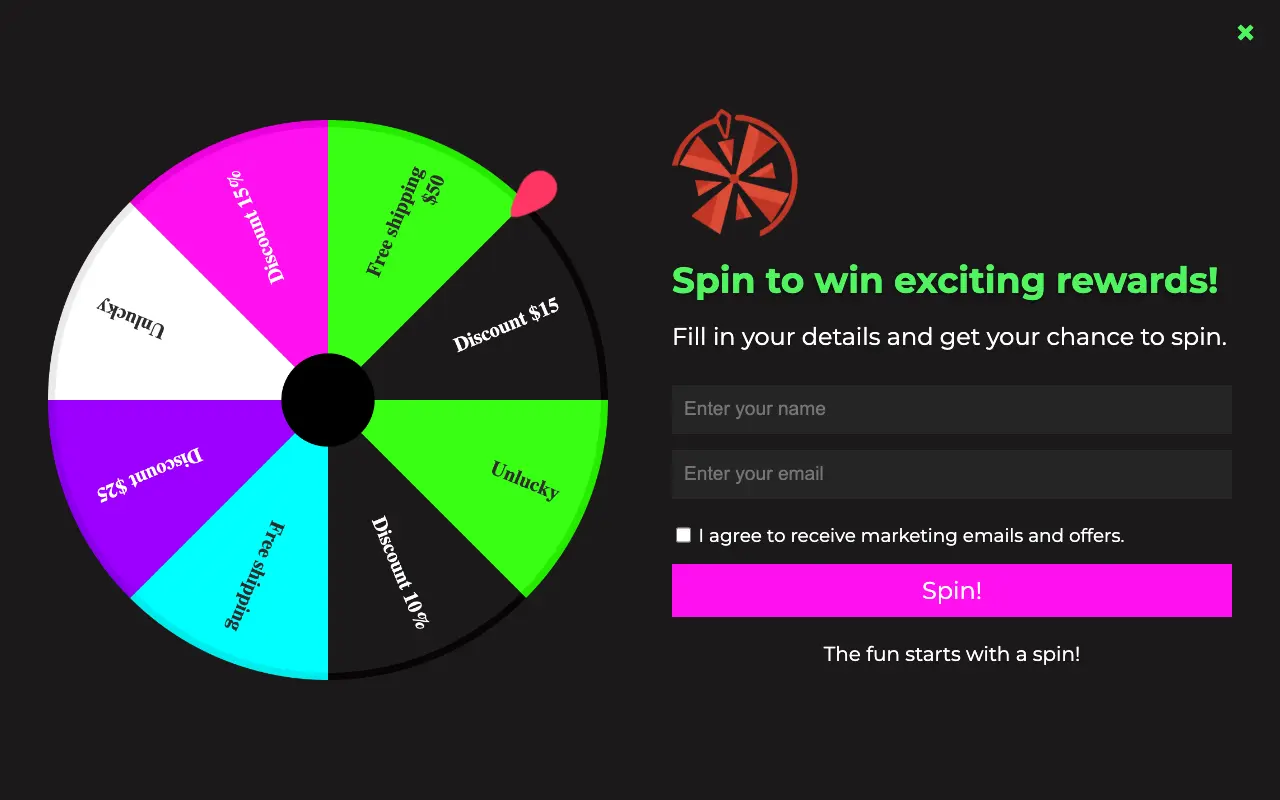 Discount 15%
Free shipping
$50
Discount $15
Unlucky
Discount 10%
Free shipping
Discount $25
Unlucky
Spin to win exciting rewards!
Fill in your details and get your chance to spin.
Enter your name
Enter your email
I agree to receive marketing emails and offers.
Spin!
The fun starts with a spin!